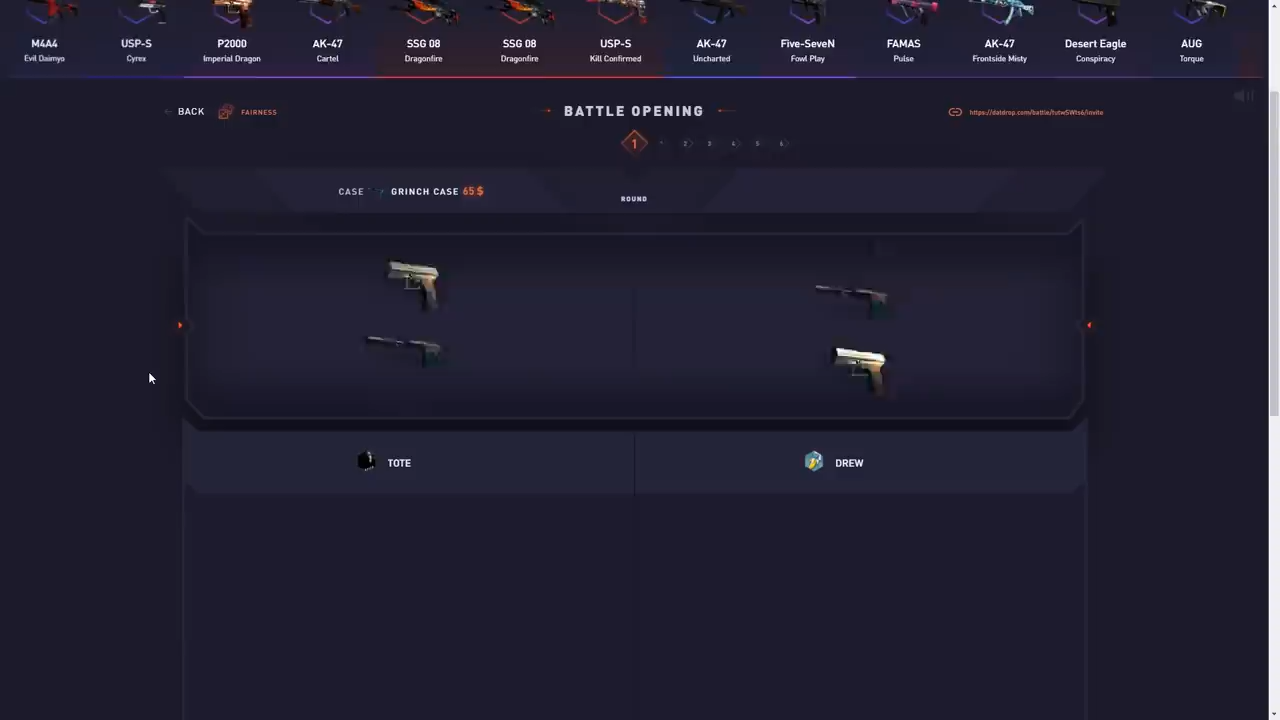 M4A4 USP-S P2000 AK-47 SSG 08 SSG 08 USP-S AK-47 Five-SeveN FAMAS AK-47 Desert Eagle AUG
Evil Daimyo Cyrex Imperial Dragon Cartel Dragonfire Dragonfire Kill Confirmed Uncharted Fowl Play Pulse Frontside Misty Conspiracy Torque
BACK FAIRNESS BATTLE OPENING
1 2 3 4 5 6
CASE GRINCH CASE 65 $
ROUND
TOTE DREW